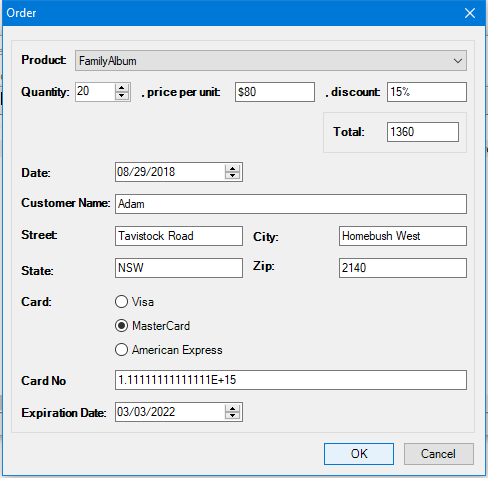 Order
Product: FamilyAlbum
Quantity: 20 , price per unit: $80 , discount: 15%
Total: 1360
Date: 08/29/2018
Customer Name: Adam
Street: Tavistock Road City: Homebush West
State: NSW Zip: 2140
Card: Visa
MasterCard
American Express
Card No 1.11111111111111E+15
Expiration Date: 03/03/2022
OK Cancel